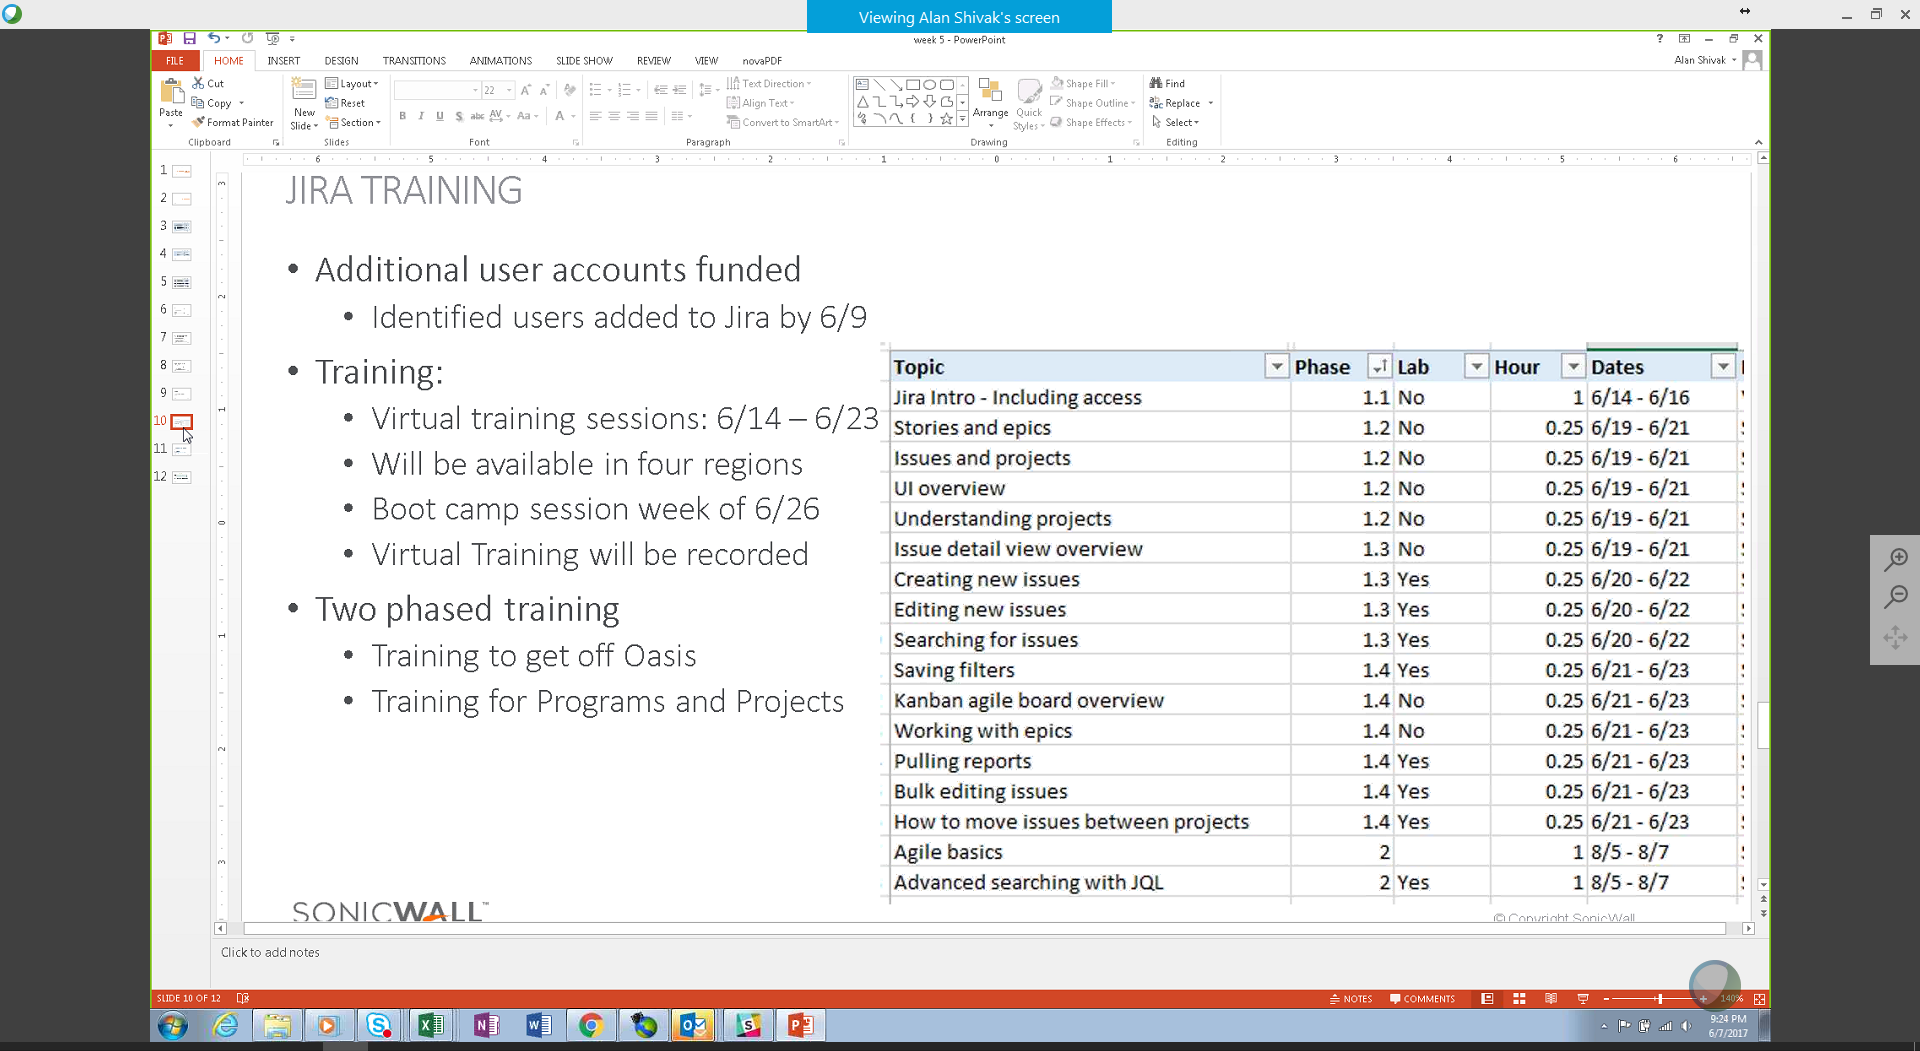 Viewing Alan Shivak's screen
week 5 - PowerPoint
FILE HOME INSERT DESIGN TRANSITIONS ANIMATIONS SLIDE SHOW REVIEW VIEW novaPDF
Alan Shivak
Paste
Cut
Copy
Format Painter
Clipboard
New Slide
Layout
Reset
Section
Slides
22
Font
Text Direction
Align Text
Convert to SmartArt
Paragraph
Arrange
Quick Styles
Shape Fill
Shape Outline
Shape Effects
Drawing
Find
Replace
Select
Editing
6 5 4 3 2 1 0 1 2 3 4 5 6
1
2
3
4
5
6
7
8
9
10
11
12
JIRA TRAINING
• Additional user accounts funded
• Identified users added to Jira by 6/9
• Training:
• Virtual training sessions: 6/14 – 6/23
• Will be available in four regions
• Boot camp session week of 6/26
• Virtual Training will be recorded
• Two phased training
• Training to get off Oasis
• Training for Programs and Projects
Topic Phase Lab Hour Dates
Jira Intro - Including access 1.1 No 1 6/14 - 6/16
Stories and epics 1.2 No 0.25 6/19 - 6/21
Issues and projects 1.2 No 0.25 6/19 - 6/21
UI overview 1.2 No 0.25 6/19 - 6/21
Understanding projects 1.2 No 0.25 6/19 - 6/21
Issue detail view overview 1.3 No 0.25 6/19 - 6/21
Creating new issues 1.3 Yes 0.25 6/20 - 6/22
Editing new issues 1.3 Yes 0.25 6/20 - 6/22
Searching for issues 1.3 Yes 0.25 6/20 - 6/22
Saving filters 1.4 Yes 0.25 6/21 - 6/23
Kanban agile board overview 1.4 No 0.25 6/21 - 6/23
Working with epics 1.4 No 0.25 6/21 - 6/23
Pulling reports 1.4 Yes 0.25 6/21 - 6/23
Bulk editing issues 1.4 Yes 0.25 6/21 - 6/23
How to move issues between projects 1.4 Yes 0.25 6/21 - 6/23
Agile basics 2 1 8/5 - 8/7
Advanced searching with JQL 2 Yes 1 8/5 - 8/7
SONICWALL™
© Copyright SonicWall
Click to add notes
SLIDE 10 OF 12
NOTES COMMENTS 140%
9:24 PM
6/7/2017